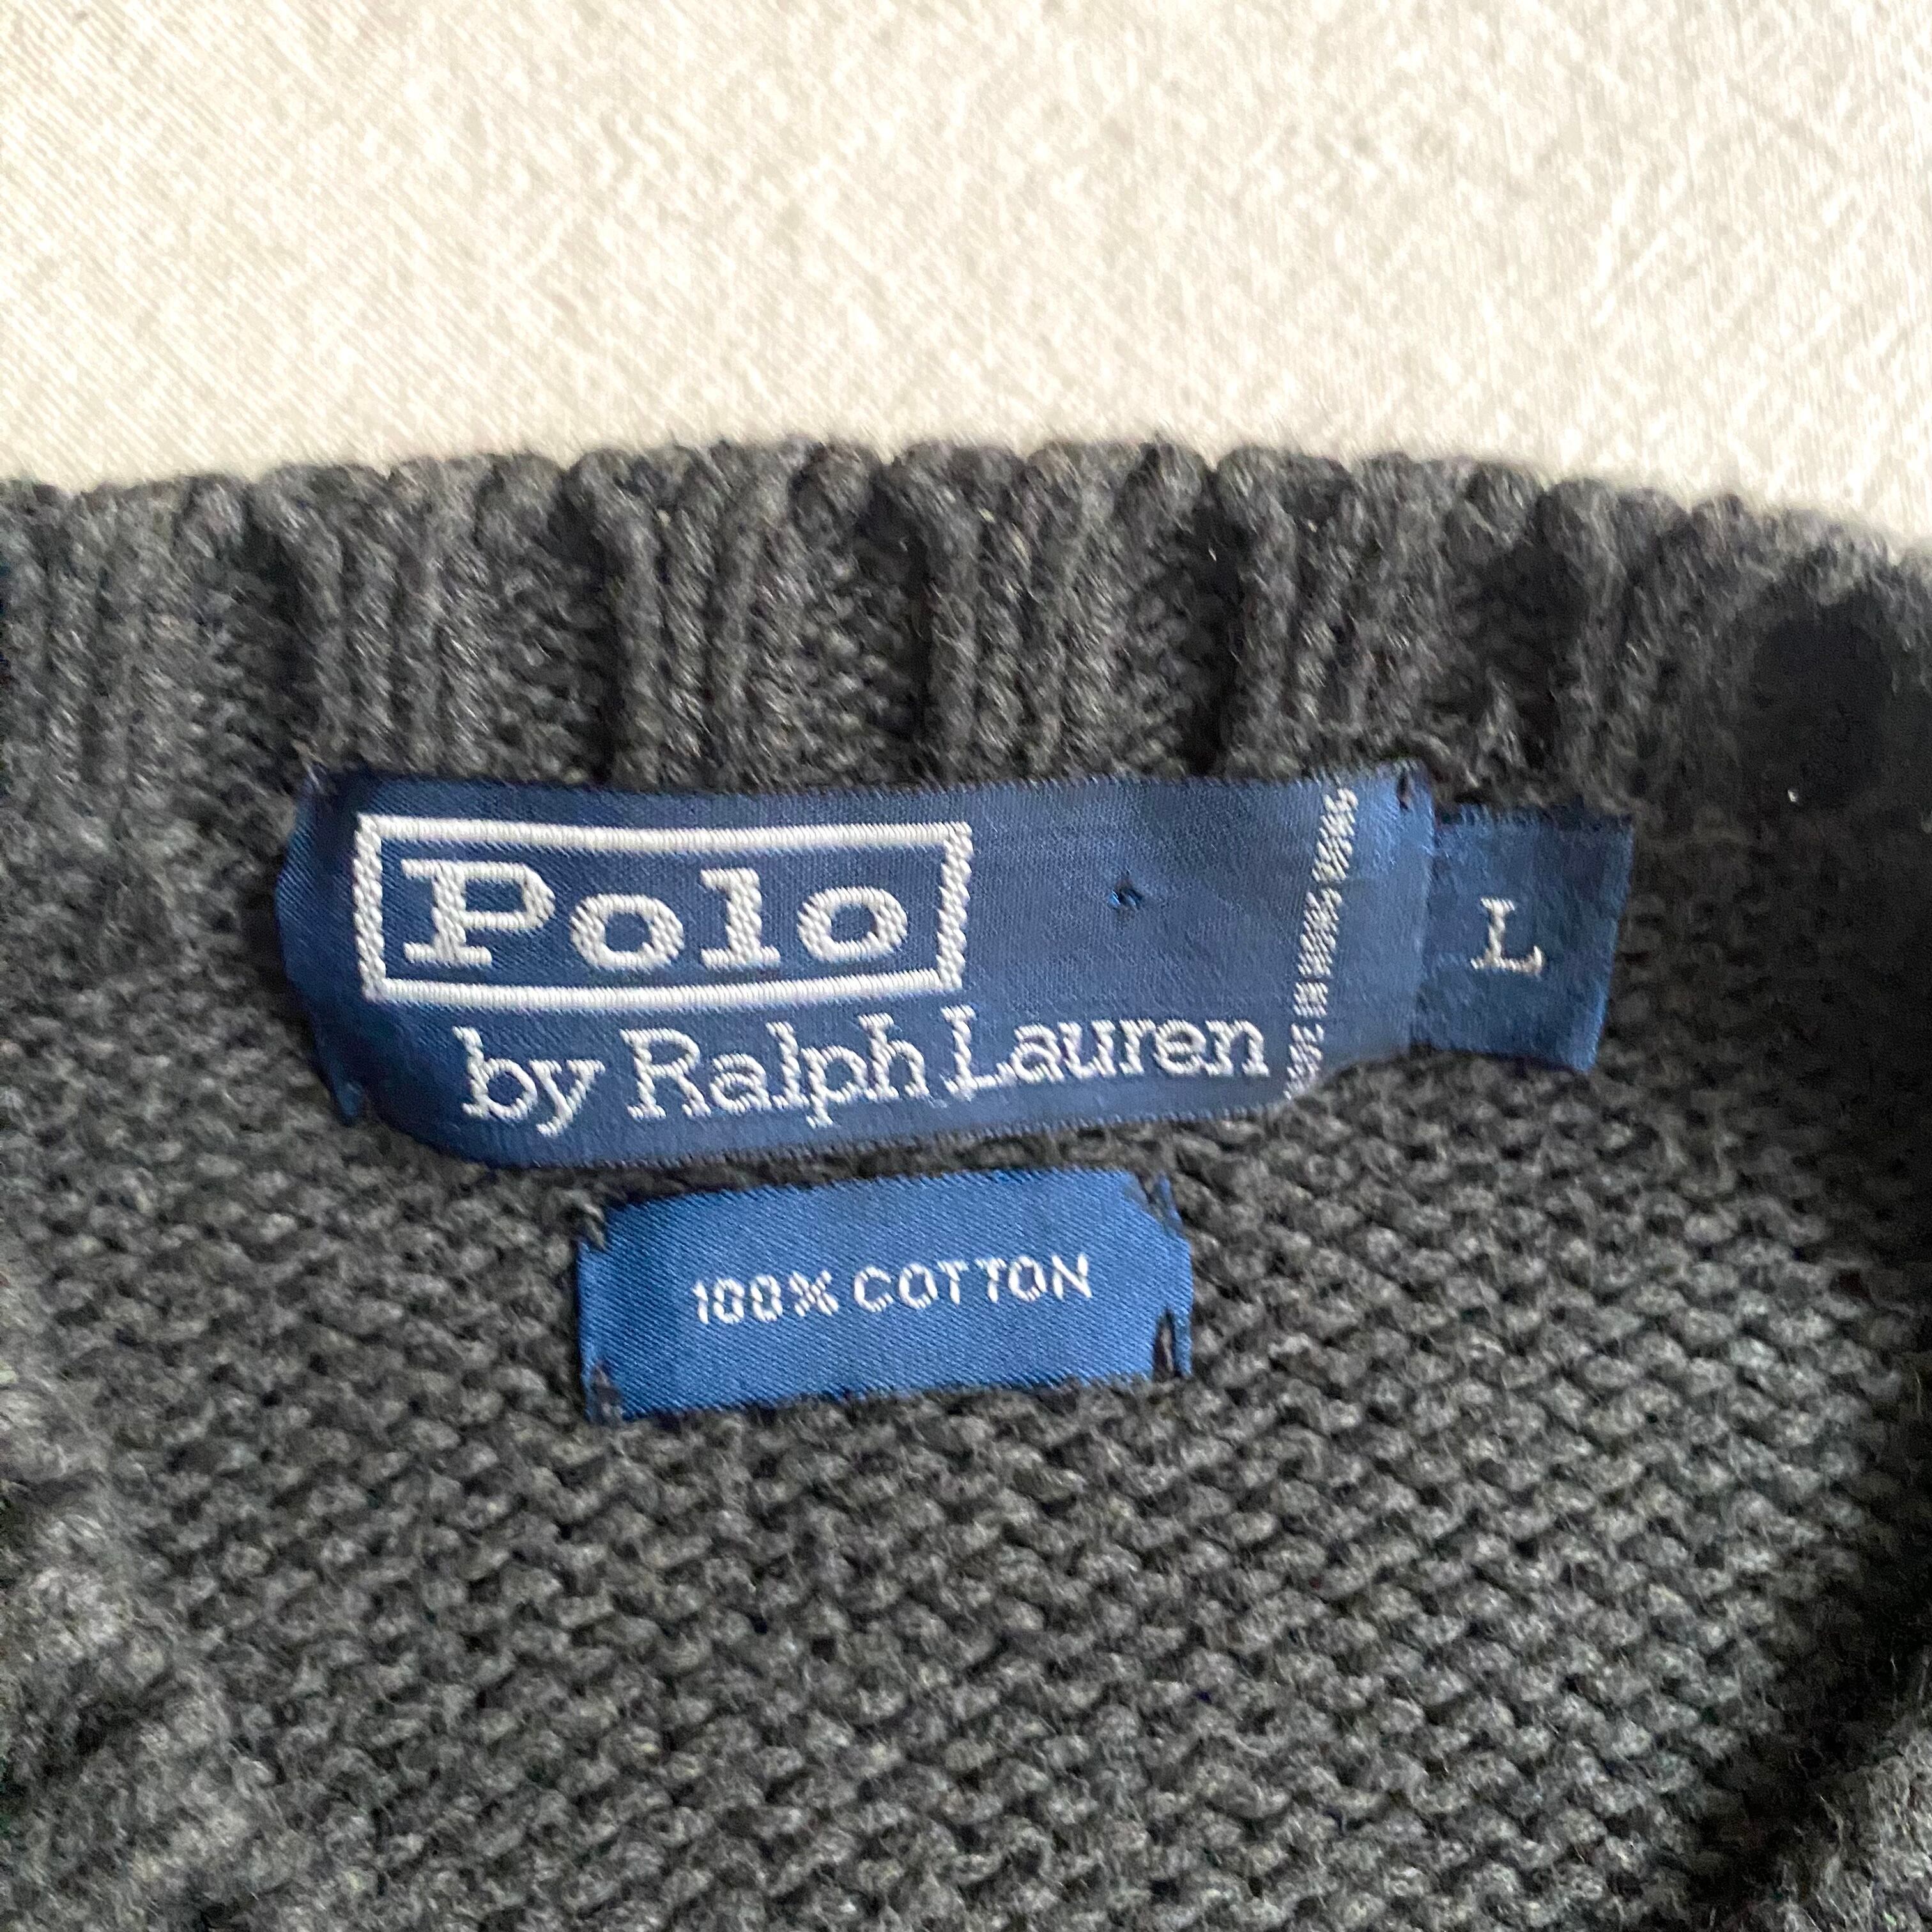 Polo
by Ralph Lauren
L
100% COTTON